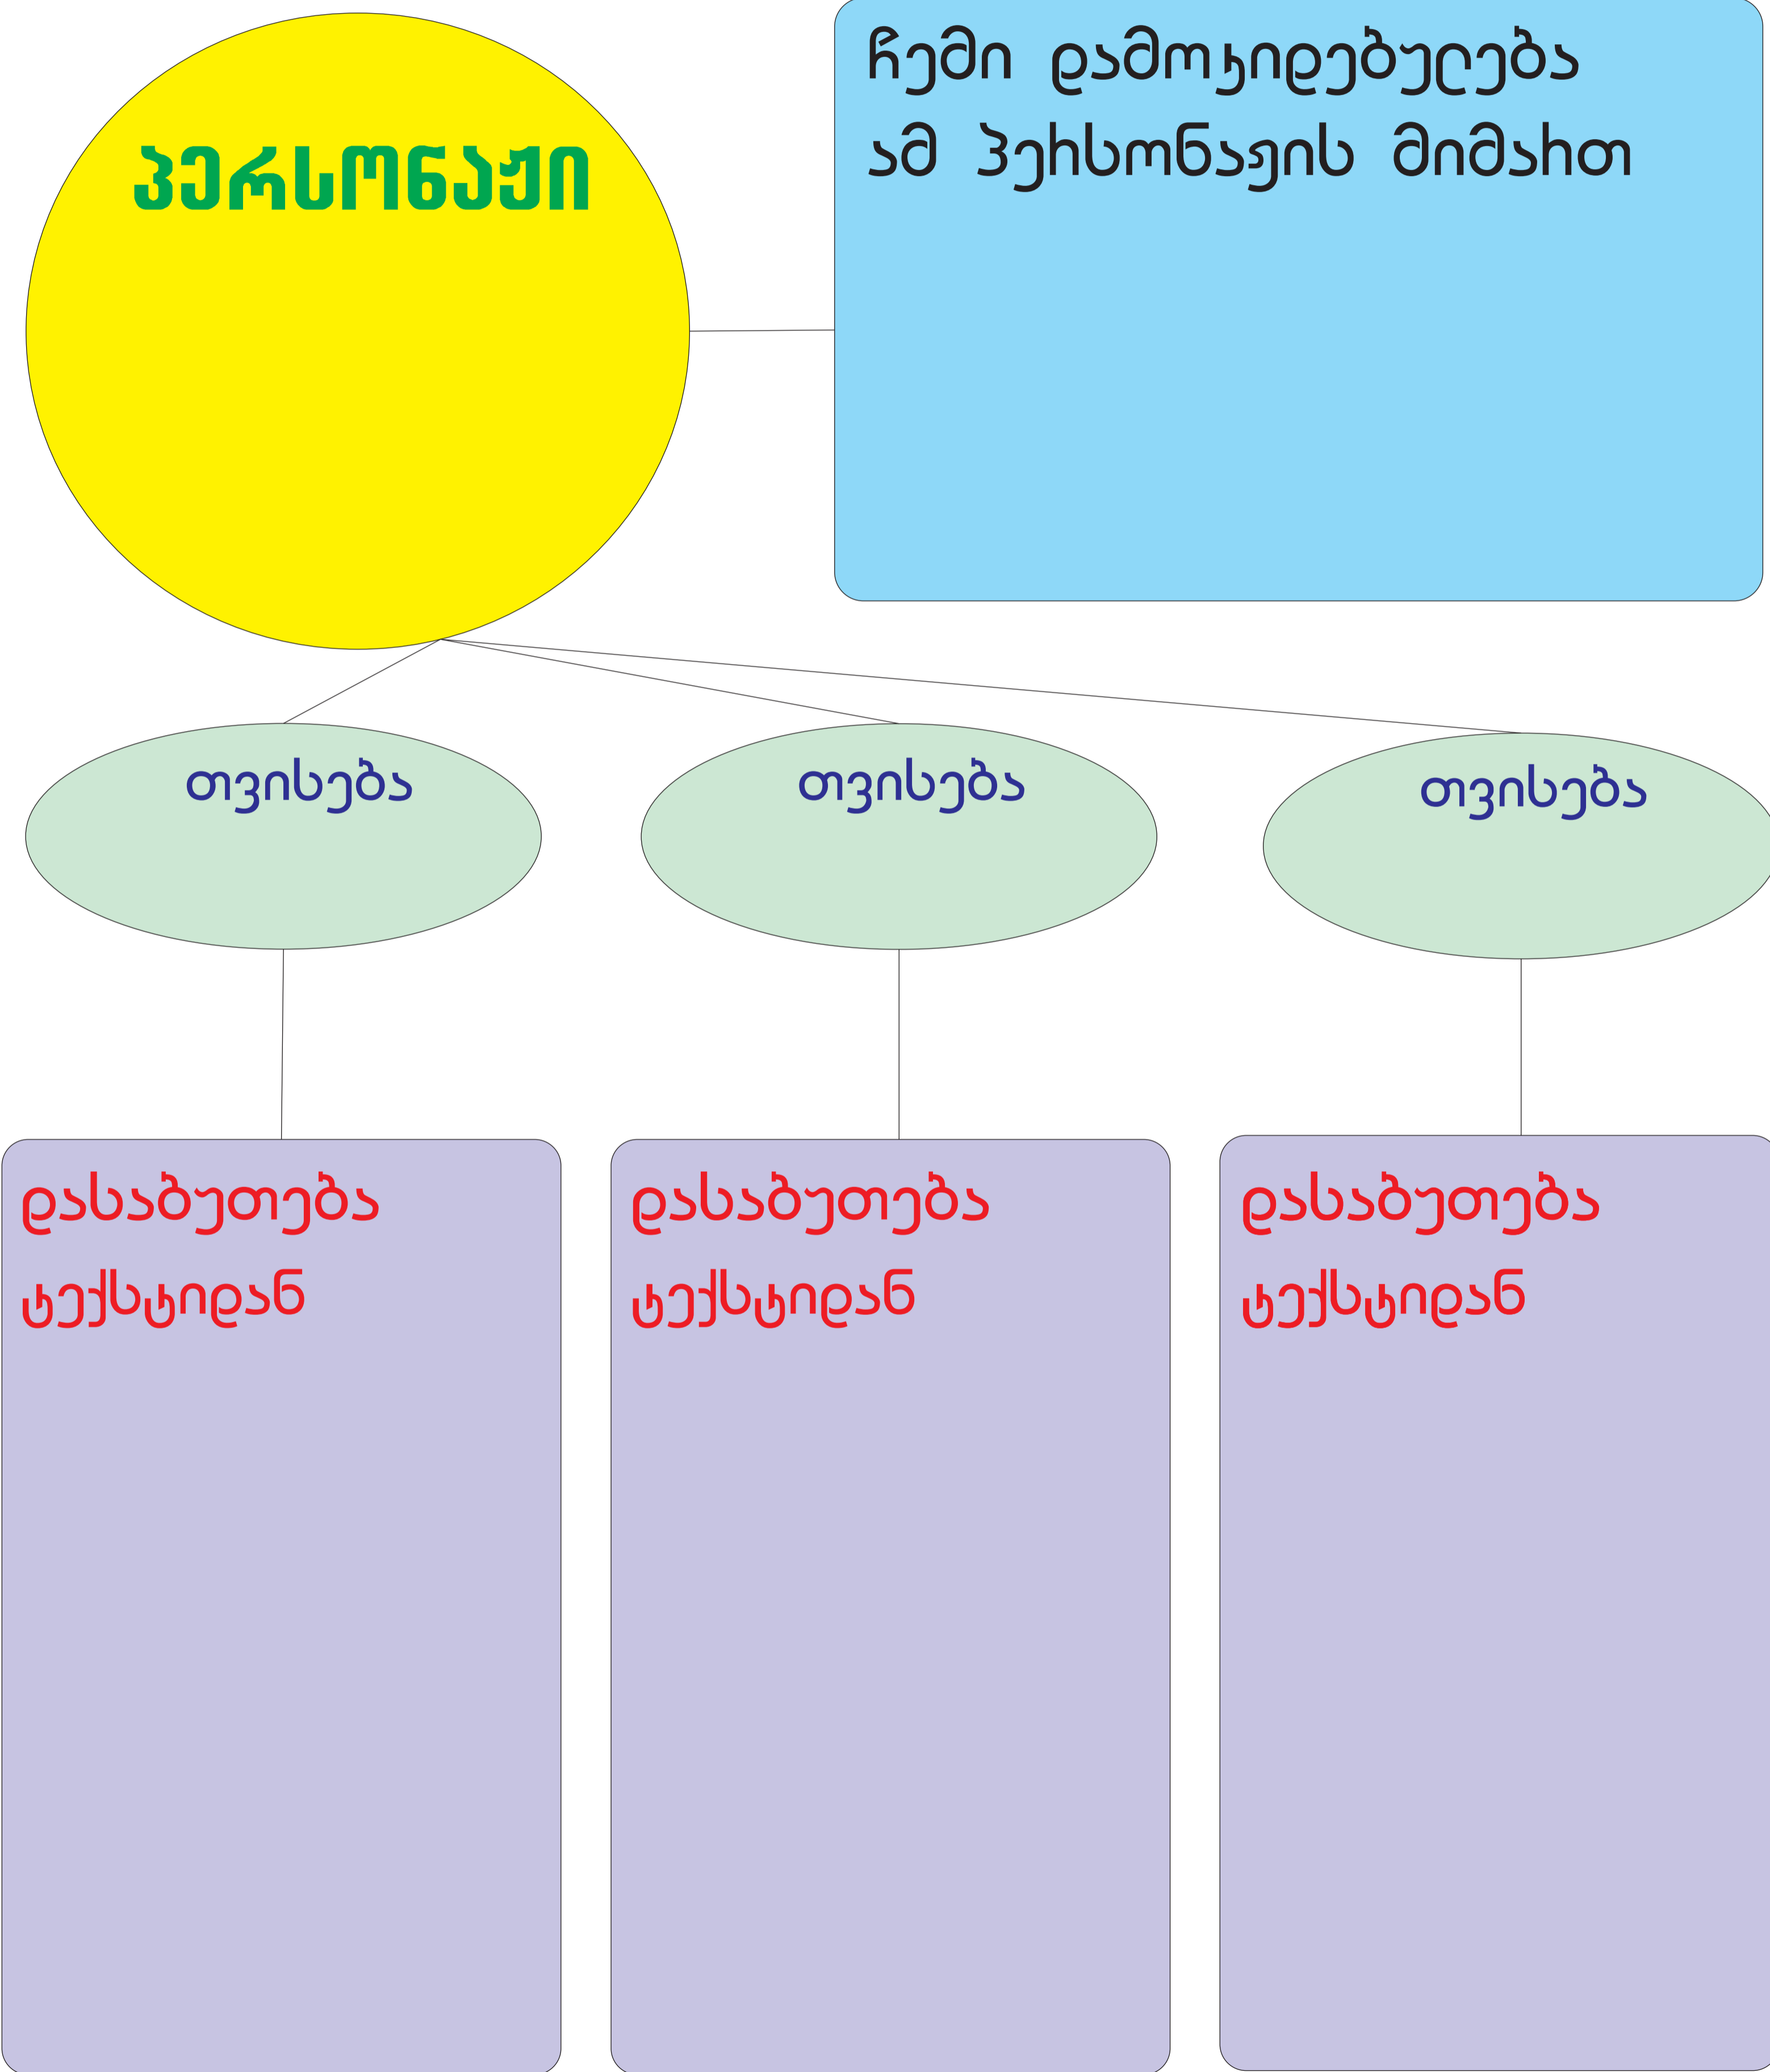 პერსონაჟი
ჩემი დამოკიდებულება
ამ პერსონაჟის მიმართ
თვისება
თვისება
თვისება
დასაბუთება
ტექსტიდან
დასაბუთება
ტექსტიდან
დასაბუთება
ტექსტიდან